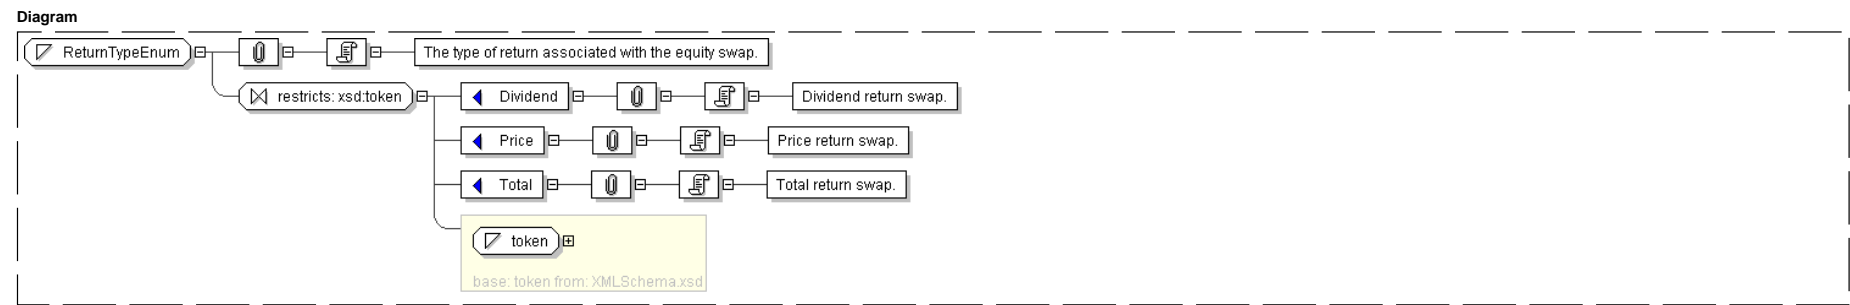 Diagram
ReturnTypeEnum The type of return associated with the equity swap.
restricts: xsd:token Dividend Dividend return swap.
Price Price return swap.
Total Total return swap.
token
base: token from: XMLSchema.xsd